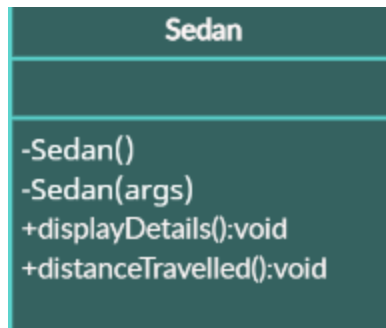 Sedan
-Sedan()
-Sedan(args)
+displayDetails():void
+distanceTravelled():void